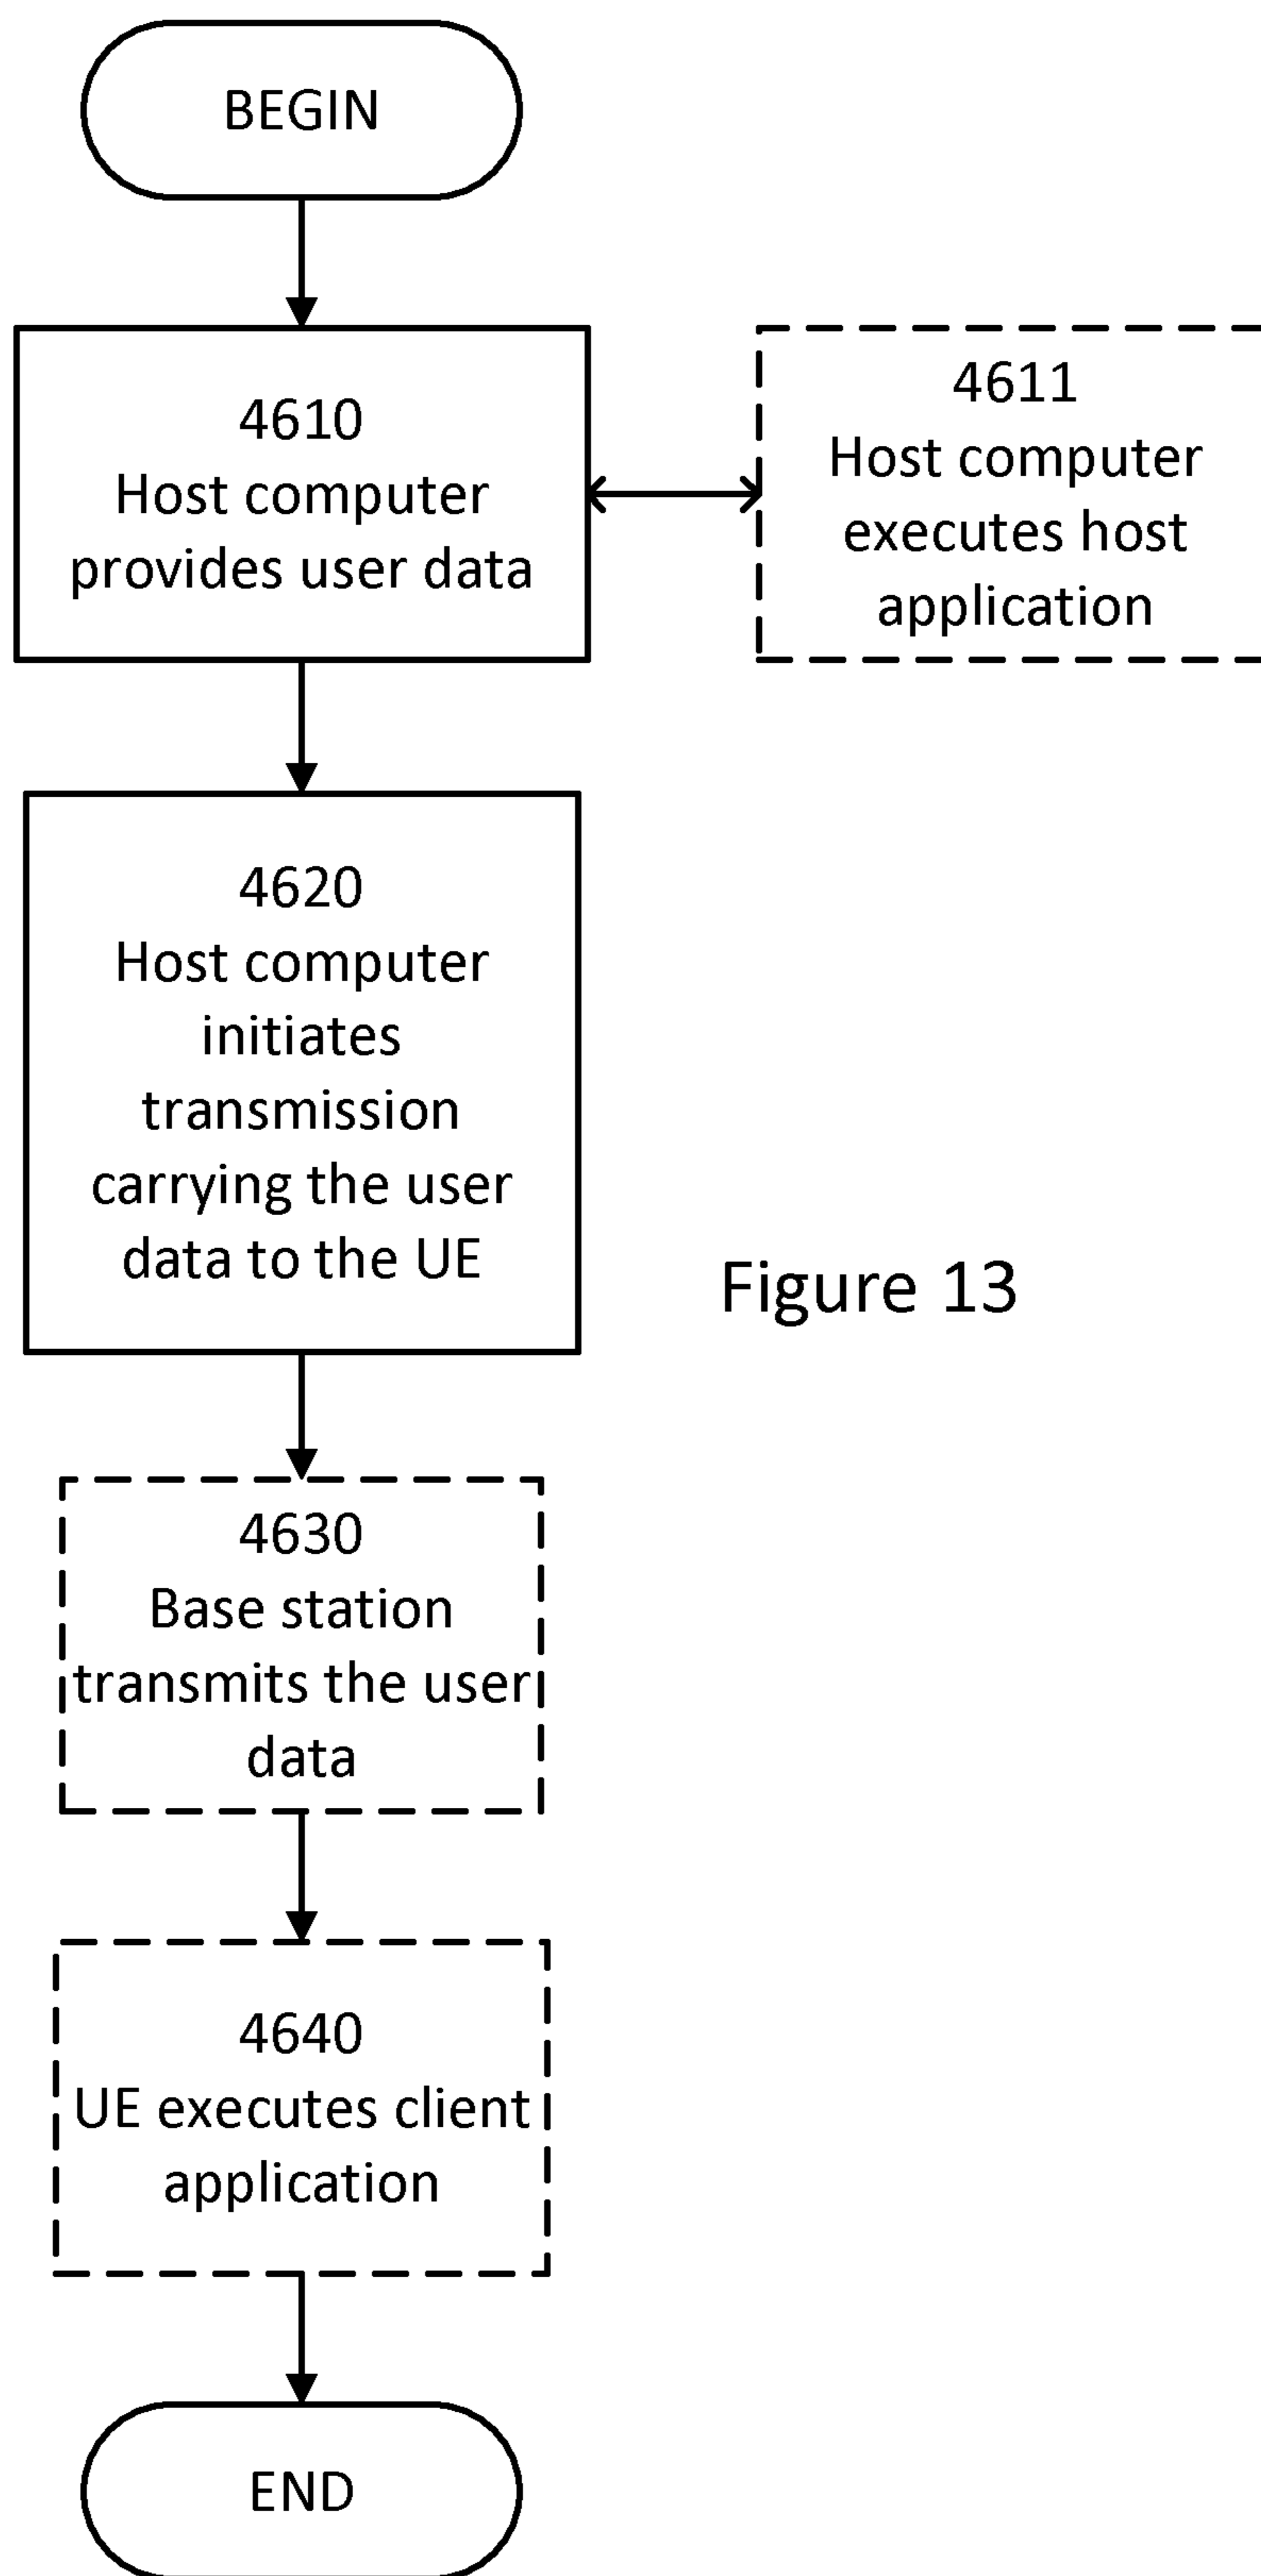 BEGIN
4610
Host computer
provides user data
4611
Host computer
executes host
application
4620
Host computer
initiates
transmission
carrying the user
data to the UE
Figure 13
4630
Base station
transmits the user
data
4640
UE executes client
application
END